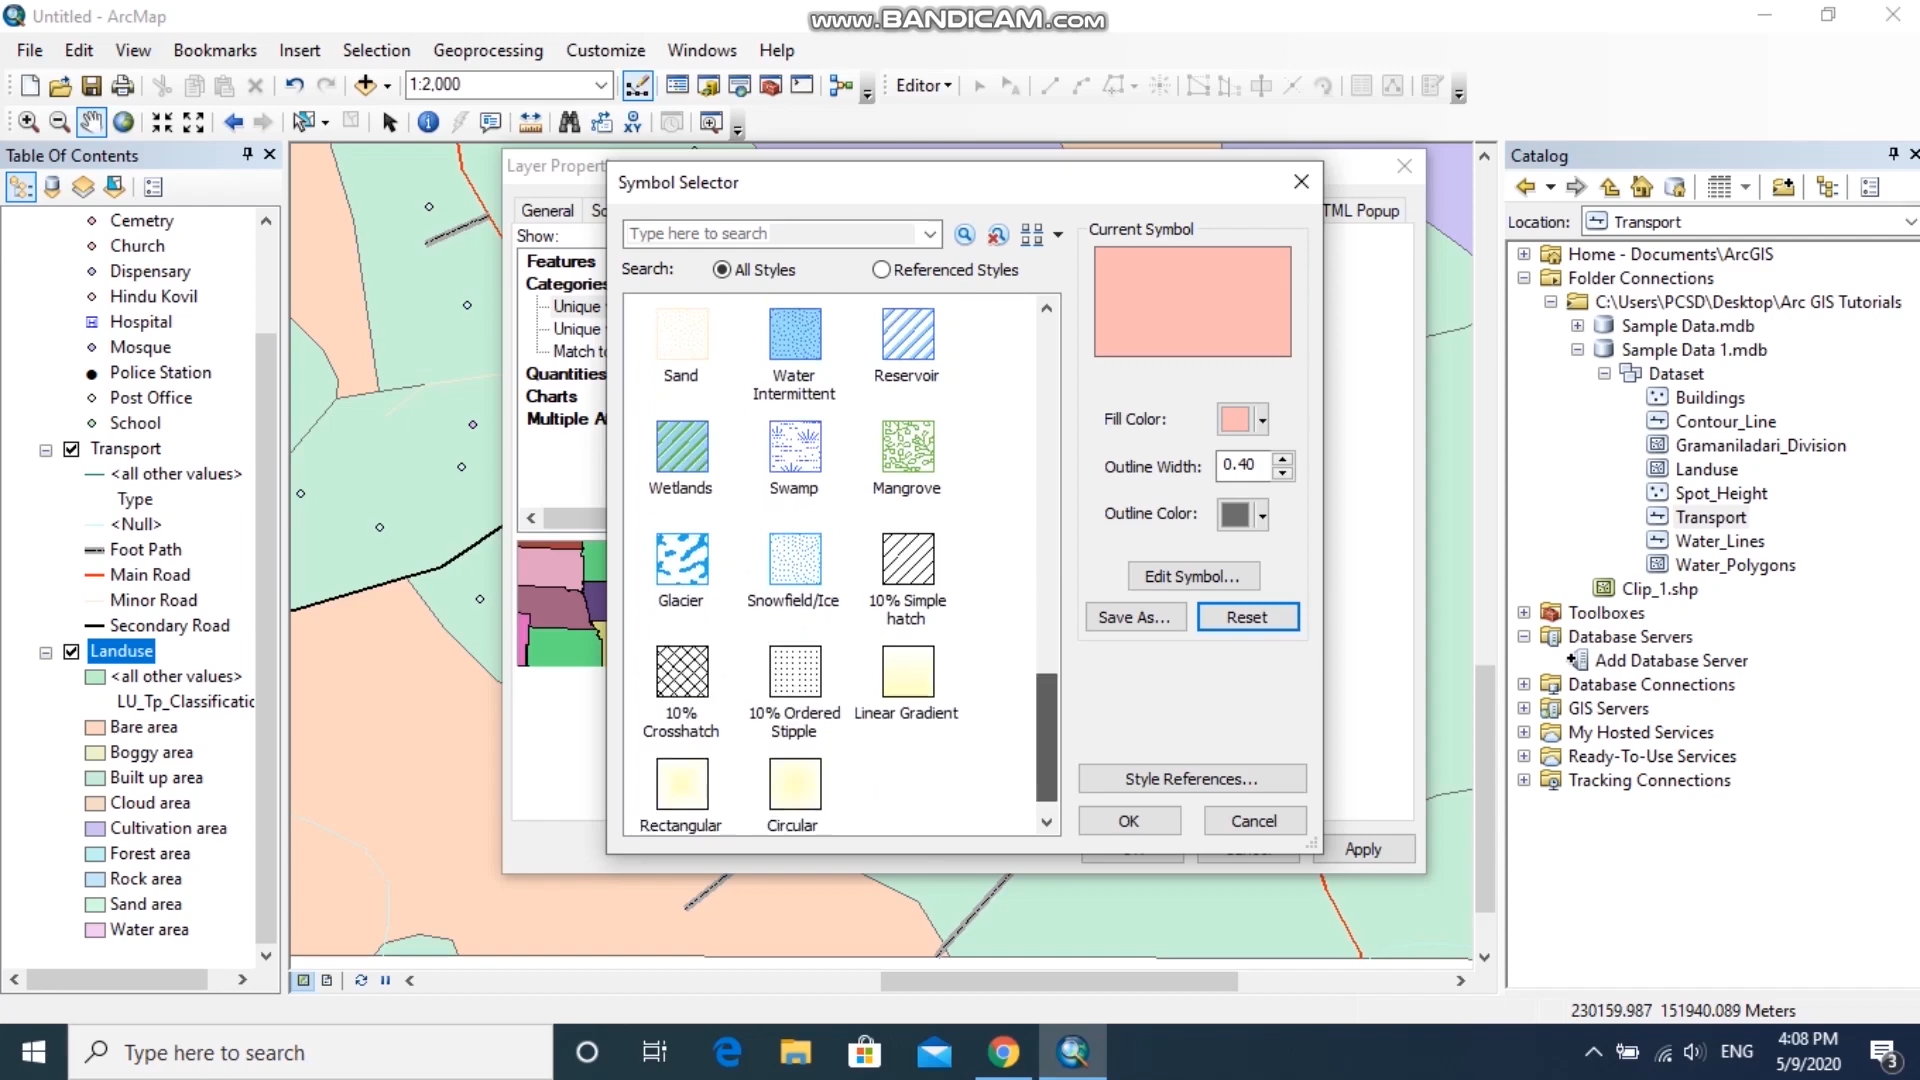 Untitled - ArcMap
www.BANDICAM.com
File Edit View Bookmarks Insert Selection Geoprocessing Customize Windows Help
1:2,000
Editor
Table Of Contents
Cemetry
Church
Dispensary
Hindu Kovil
Hospital
Mosque
Police Station
Post Office
School
Transport
<all other values>
Type
<Null>
Foot Path
Main Road
Minor Road
Secondary Road
Landuse
<all other values>
LU_Tp_Classificatic
Bare area
Boggy area
Built up area
Cloud area
Cultivation area
Forest area
Rock area
Sand area
Water area
Layer Propert
General
TML Popup
Show:
Features
Categories
Unique
Unique
Match to
Quantities
Charts
Multiple A
Apply
Symbol Selector
Type here to search
Search: All Styles Referenced Styles
Sand
Water Intermittent
Reservoir
Wetlands
Swamp
Mangrove
Glacier
Snowfield/Ice
10% Simple hatch
10% Crosshatch
10% Ordered Stipple
Linear Gradient
Rectangular
Circular
Current Symbol
Fill Color:
Outline Width: 0.40
Outline Color:
Edit Symbol...
Save As... Reset
Style References...
OK Cancel
Catalog
Location: Transport
Home - Documents\ArcGIS
Folder Connections
C:\Users\PCSD\Desktop\Arc GIS Tutorials
Sample Data.mdb
Sample Data 1.mdb
Dataset
Buildings
Contour_Line
Gramaniladari_Division
Landuse
Spot_Height
Transport
Water_Lines
Water_Polygons
Clip_1.shp
Toolboxes
Database Servers
Add Database Server
Database Connections
GIS Servers
My Hosted Services
Ready-To-Use Services
Tracking Connections
230159.987 151940.089 Meters
Type here to search
ENG
4:08 PM
5/9/2020
3